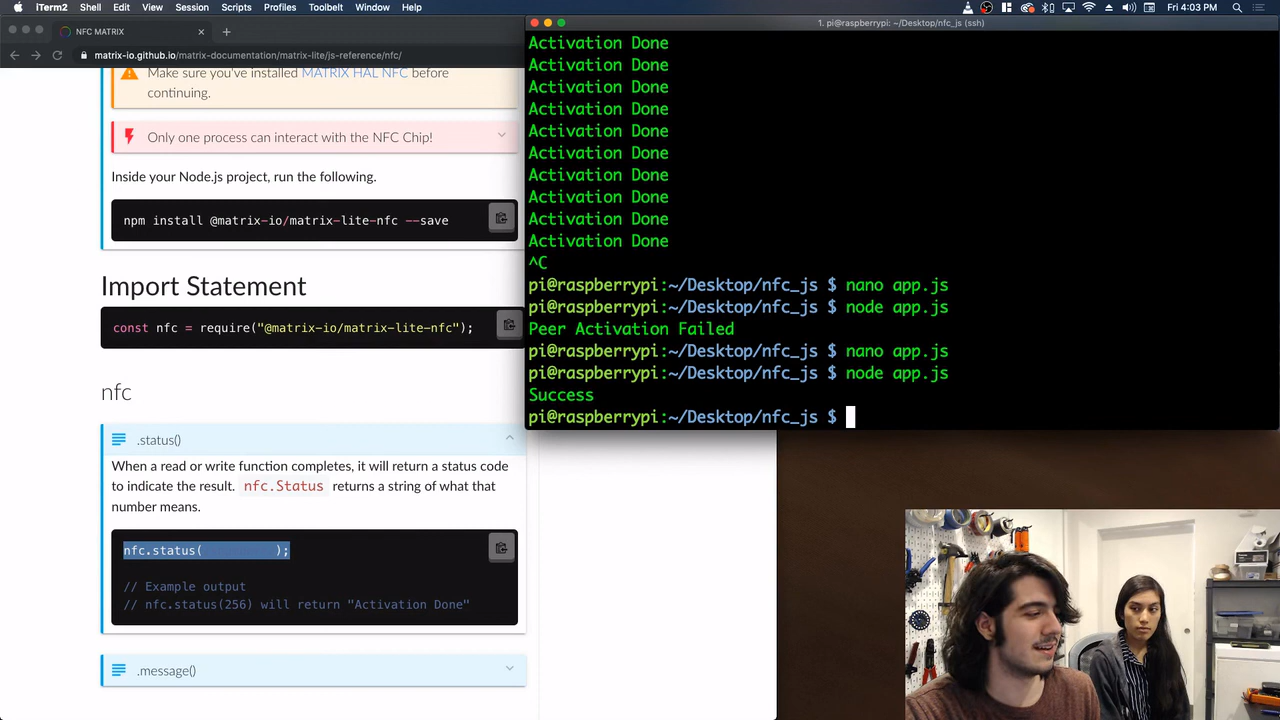 iTerm2 Shell Edit View Session Scripts Profiles Toolbelt Window Help
Fri 4:03 PM
NFC MATRIX
matrix-io.github.io/matrix-documentation/matrix-lite/js-reference/nfc/
Make sure you've installed MATRIX HAL NFC before
continuing.
Only one process can interact with the NFC Chip!
Inside your Node.js project, run the following.
npm install @matrix-io/matrix-lite-nfc --save
Import Statement
const nfc = require("@matrix-io/matrix-lite-nfc");
nfc
.status()
When a read or write function completes, it will return a status code
to indicate the result. nfc.Status returns a string of what that
number means.
nfc.status( );
// Example output
// nfc.status(256) will return "Activation Done"
.message()
1. pi@raspberrypi: ~/Desktop/nfc_js (ssh)
Activation Done
Activation Done
Activation Done
Activation Done
Activation Done
Activation Done
Activation Done
Activation Done
Activation Done
Activation Done
^C
pi@raspberrypi:~/Desktop/nfc_js $ nano app.js
pi@raspberrypi:~/Desktop/nfc_js $ node app.js
Peer Activation Failed
pi@raspberrypi:~/Desktop/nfc_js $ nano app.js
pi@raspberrypi:~/Desktop/nfc_js $ node app.js
Success
pi@raspberrypi:~/Desktop/nfc_js $